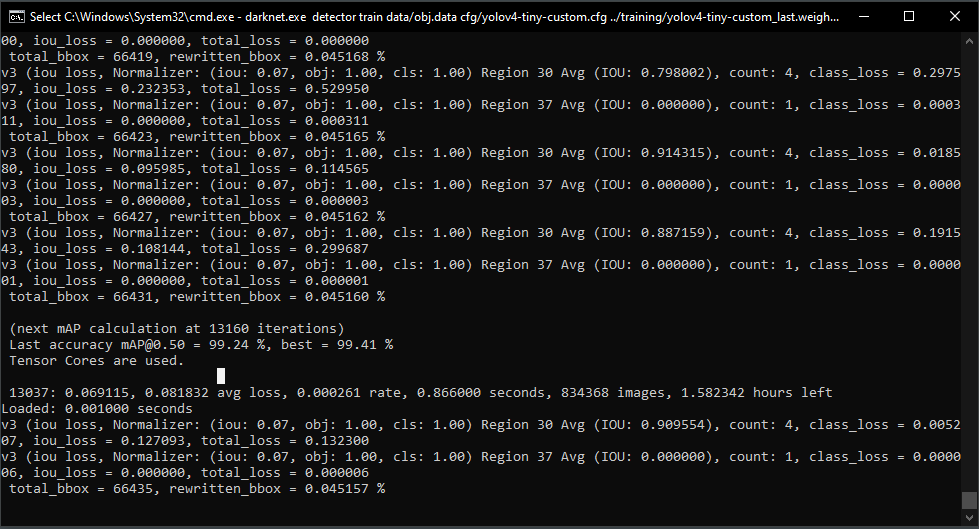 Select C:\Windows\System32\cmd.exe - darknet.exe  detector train data/obj.data cfg/yolov4-tiny-custom.cfg ../training/yolov4-tiny-custom_last.weigh...
00, iou_loss = 0.000000, total_loss = 0.000000
 total_bbox = 66419, rewritten_bbox = 0.045168 %
v3 (iou loss, Normalizer: (iou: 0.07, obj: 1.00, cls: 1.00) Region 30 Avg (IOU: 0.798002), count: 4, class_loss = 0.2975
97, iou_loss = 0.232353, total_loss = 0.529950
v3 (iou loss, Normalizer: (iou: 0.07, obj: 1.00, cls: 1.00) Region 37 Avg (IOU: 0.000000), count: 1, class_loss = 0.0003
11, iou_loss = 0.000000, total_loss = 0.000311
 total_bbox = 66423, rewritten_bbox = 0.045165 %
v3 (iou loss, Normalizer: (iou: 0.07, obj: 1.00, cls: 1.00) Region 30 Avg (IOU: 0.914315), count: 4, class_loss = 0.0185
80, iou_loss = 0.095985, total_loss = 0.114565
v3 (iou loss, Normalizer: (iou: 0.07, obj: 1.00, cls: 1.00) Region 37 Avg (IOU: 0.000000), count: 1, class_loss = 0.0000
03, iou_loss = 0.000000, total_loss = 0.000003
 total_bbox = 66427, rewritten_bbox = 0.045162 %
v3 (iou loss, Normalizer: (iou: 0.07, obj: 1.00, cls: 1.00) Region 30 Avg (IOU: 0.887159), count: 4, class_loss = 0.1915
43, iou_loss = 0.108144, total_loss = 0.299687
v3 (iou loss, Normalizer: (iou: 0.07, obj: 1.00, cls: 1.00) Region 37 Avg (IOU: 0.000000), count: 1, class_loss = 0.0000
01, iou_loss = 0.000000, total_loss = 0.000001
 total_bbox = 66431, rewritten_bbox = 0.045160 %
 (next mAP calculation at 13160 iterations)
 Last accuracy mAP@0.50 = 99.24 %, best = 99.41 %
 Tensor Cores are used.
 13037: 0.069115, 0.081832 avg loss, 0.000261 rate, 0.866000 seconds, 834368 images, 1.582342 hours left
Loaded: 0.001000 seconds
v3 (iou loss, Normalizer: (iou: 0.07, obj: 1.00, cls: 1.00) Region 30 Avg (IOU: 0.909554), count: 4, class_loss = 0.0052
07, iou_loss = 0.127093, total_loss = 0.132300
v3 (iou loss, Normalizer: (iou: 0.07, obj: 1.00, cls: 1.00) Region 37 Avg (IOU: 0.000000), count: 1, class_loss = 0.0000
06, iou_loss = 0.000000, total_loss = 0.000006
 total_bbox = 66435, rewritten_bbox = 0.045157 %